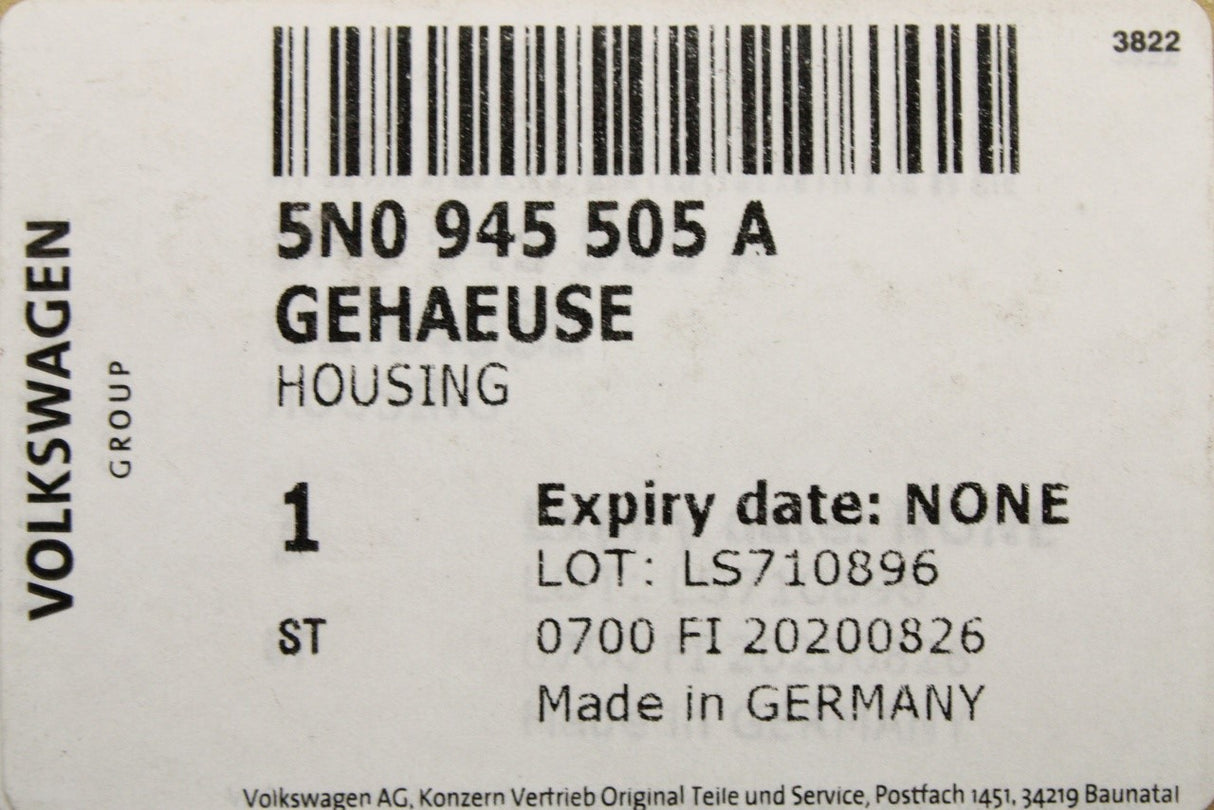 3822
5N0 945 505 A
GEHAEUSE
HOUSING
1
Expiry date: NONE
LOT: LS710896
ST
0700 FI 20200826
Made in GERMANY
VOLKSWAGEN
GROUP
Volkswagen AG, Konzern Vertrieb Original Teile und Service, Postfach 1451, 34219 Baunatal